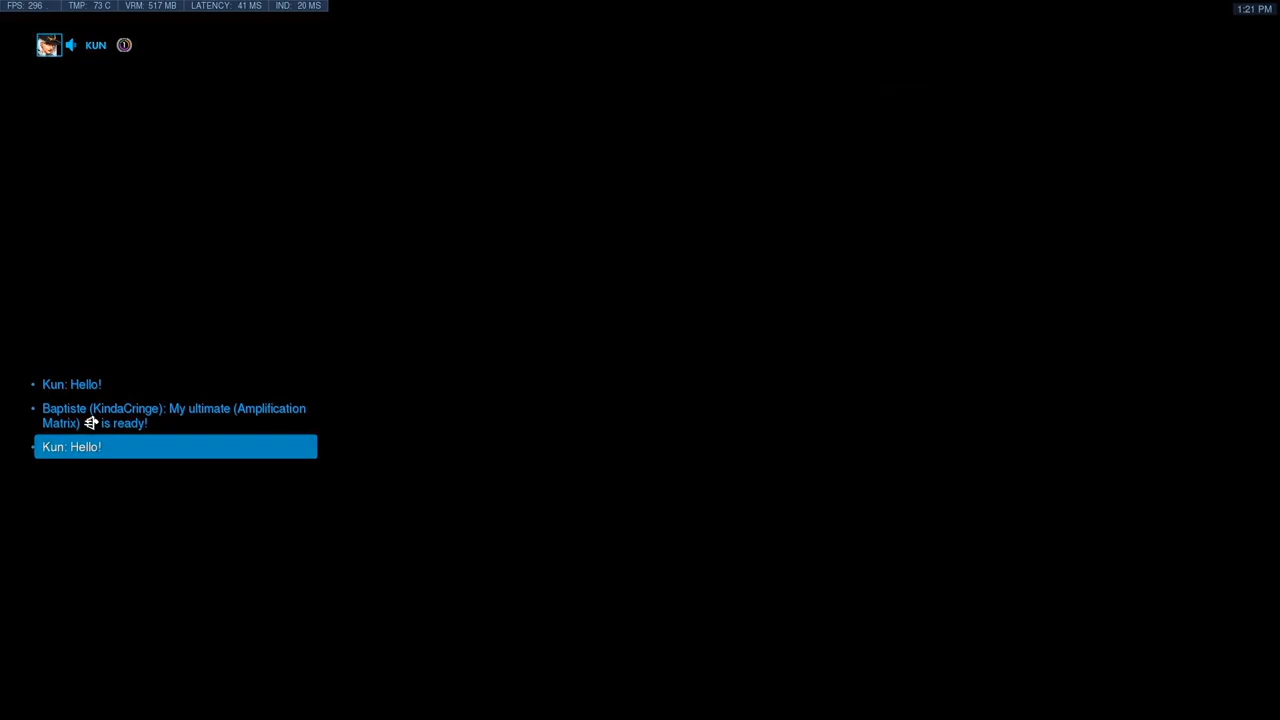 FPS: 296 TMP: 73 C VRM: 517 MB LATENCY: 41 MS IND: 20 MS
1:21 PM
KUN 1
• Kun: Hello!
• Baptiste (KindaCringe): My ultimate (Amplification
Matrix) is ready!
• Kun: Hello!